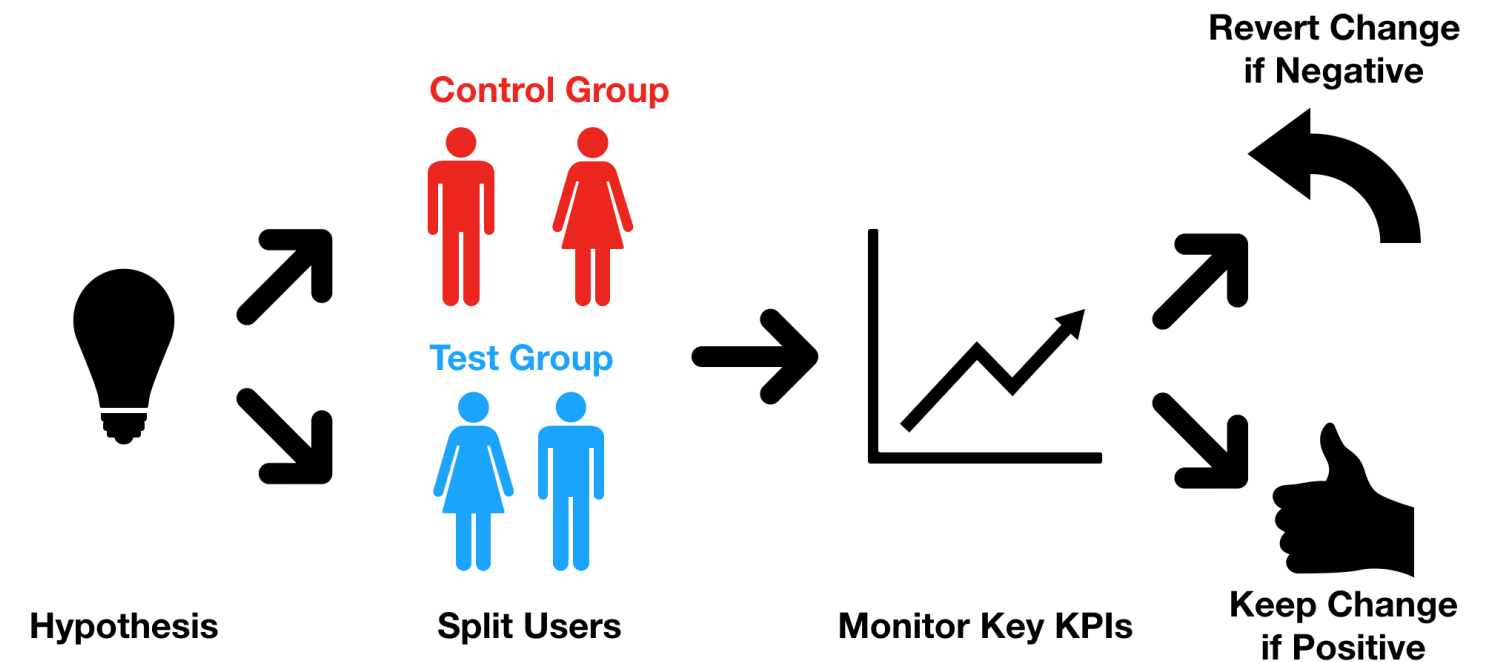 Revert Change
if Negative
Control Group
Test Group
Hypothesis
Split Users
Monitor Key KPIs
Keep Change
if Positive